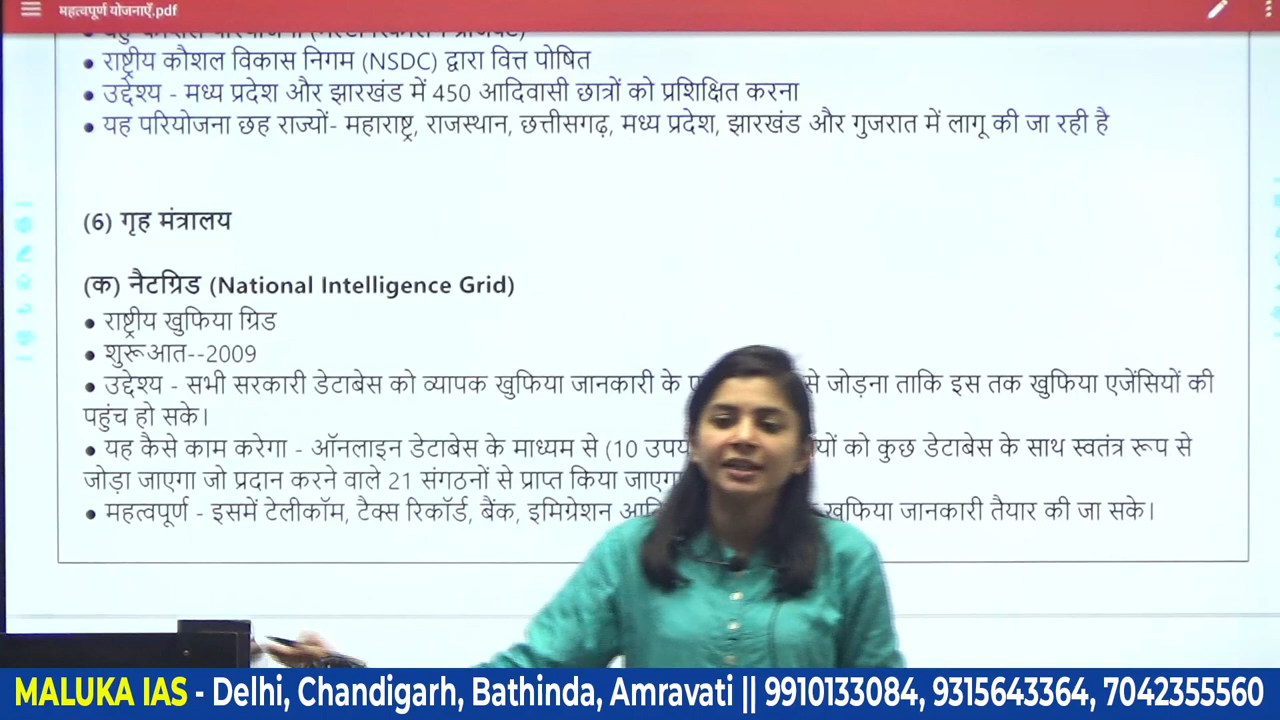 महत्वपूर्ण योजनाएँ.pdf
राष्ट्रीय कौशल विकास निगम (NSDC) द्वारा वित्त पोषित
उद्देश्य - मध्य प्रदेश और झारखंड में 450 आदिवासी छात्रों को प्रशिक्षित करना
यह परियोजना छह राज्यों- महाराष्ट्र, राजस्थान, छत्तीसगढ़, मध्य प्रदेश, झारखंड और गुजरात में लागू की जा रही है
(6) गृह मंत्रालय
(क) नैटग्रिड (National Intelligence Grid)
राष्ट्रीय खुफिया ग्रिड
शुरूआत--2009
उद्देश्य - सभी सरकारी डेटाबेस को व्यापक खुफिया जानकारी के से जोड़ना ताकि इस तक खुफिया एजेंसियों की
पहुंच हो सके।
यह कैसे काम करेगा - ऑनलाइन डेटाबेस के माध्यम से (10 को कुछ डेटाबेस के साथ स्वतंत्र रूप से
जोड़ा जाएगा जो प्रदान करने वाले 21 संगठनों से प्राप्त किया
महत्वपूर्ण - इसमें टेलीकॉम, टैक्स रिकॉर्ड, बैंक, इमिग्रेशन खुफिया जानकारी तैयार की जा सके।
MALUKA IAS - Delhi, Chandigarh, Bathinda, Amravati || 9910133084, 9315643364, 7042355560